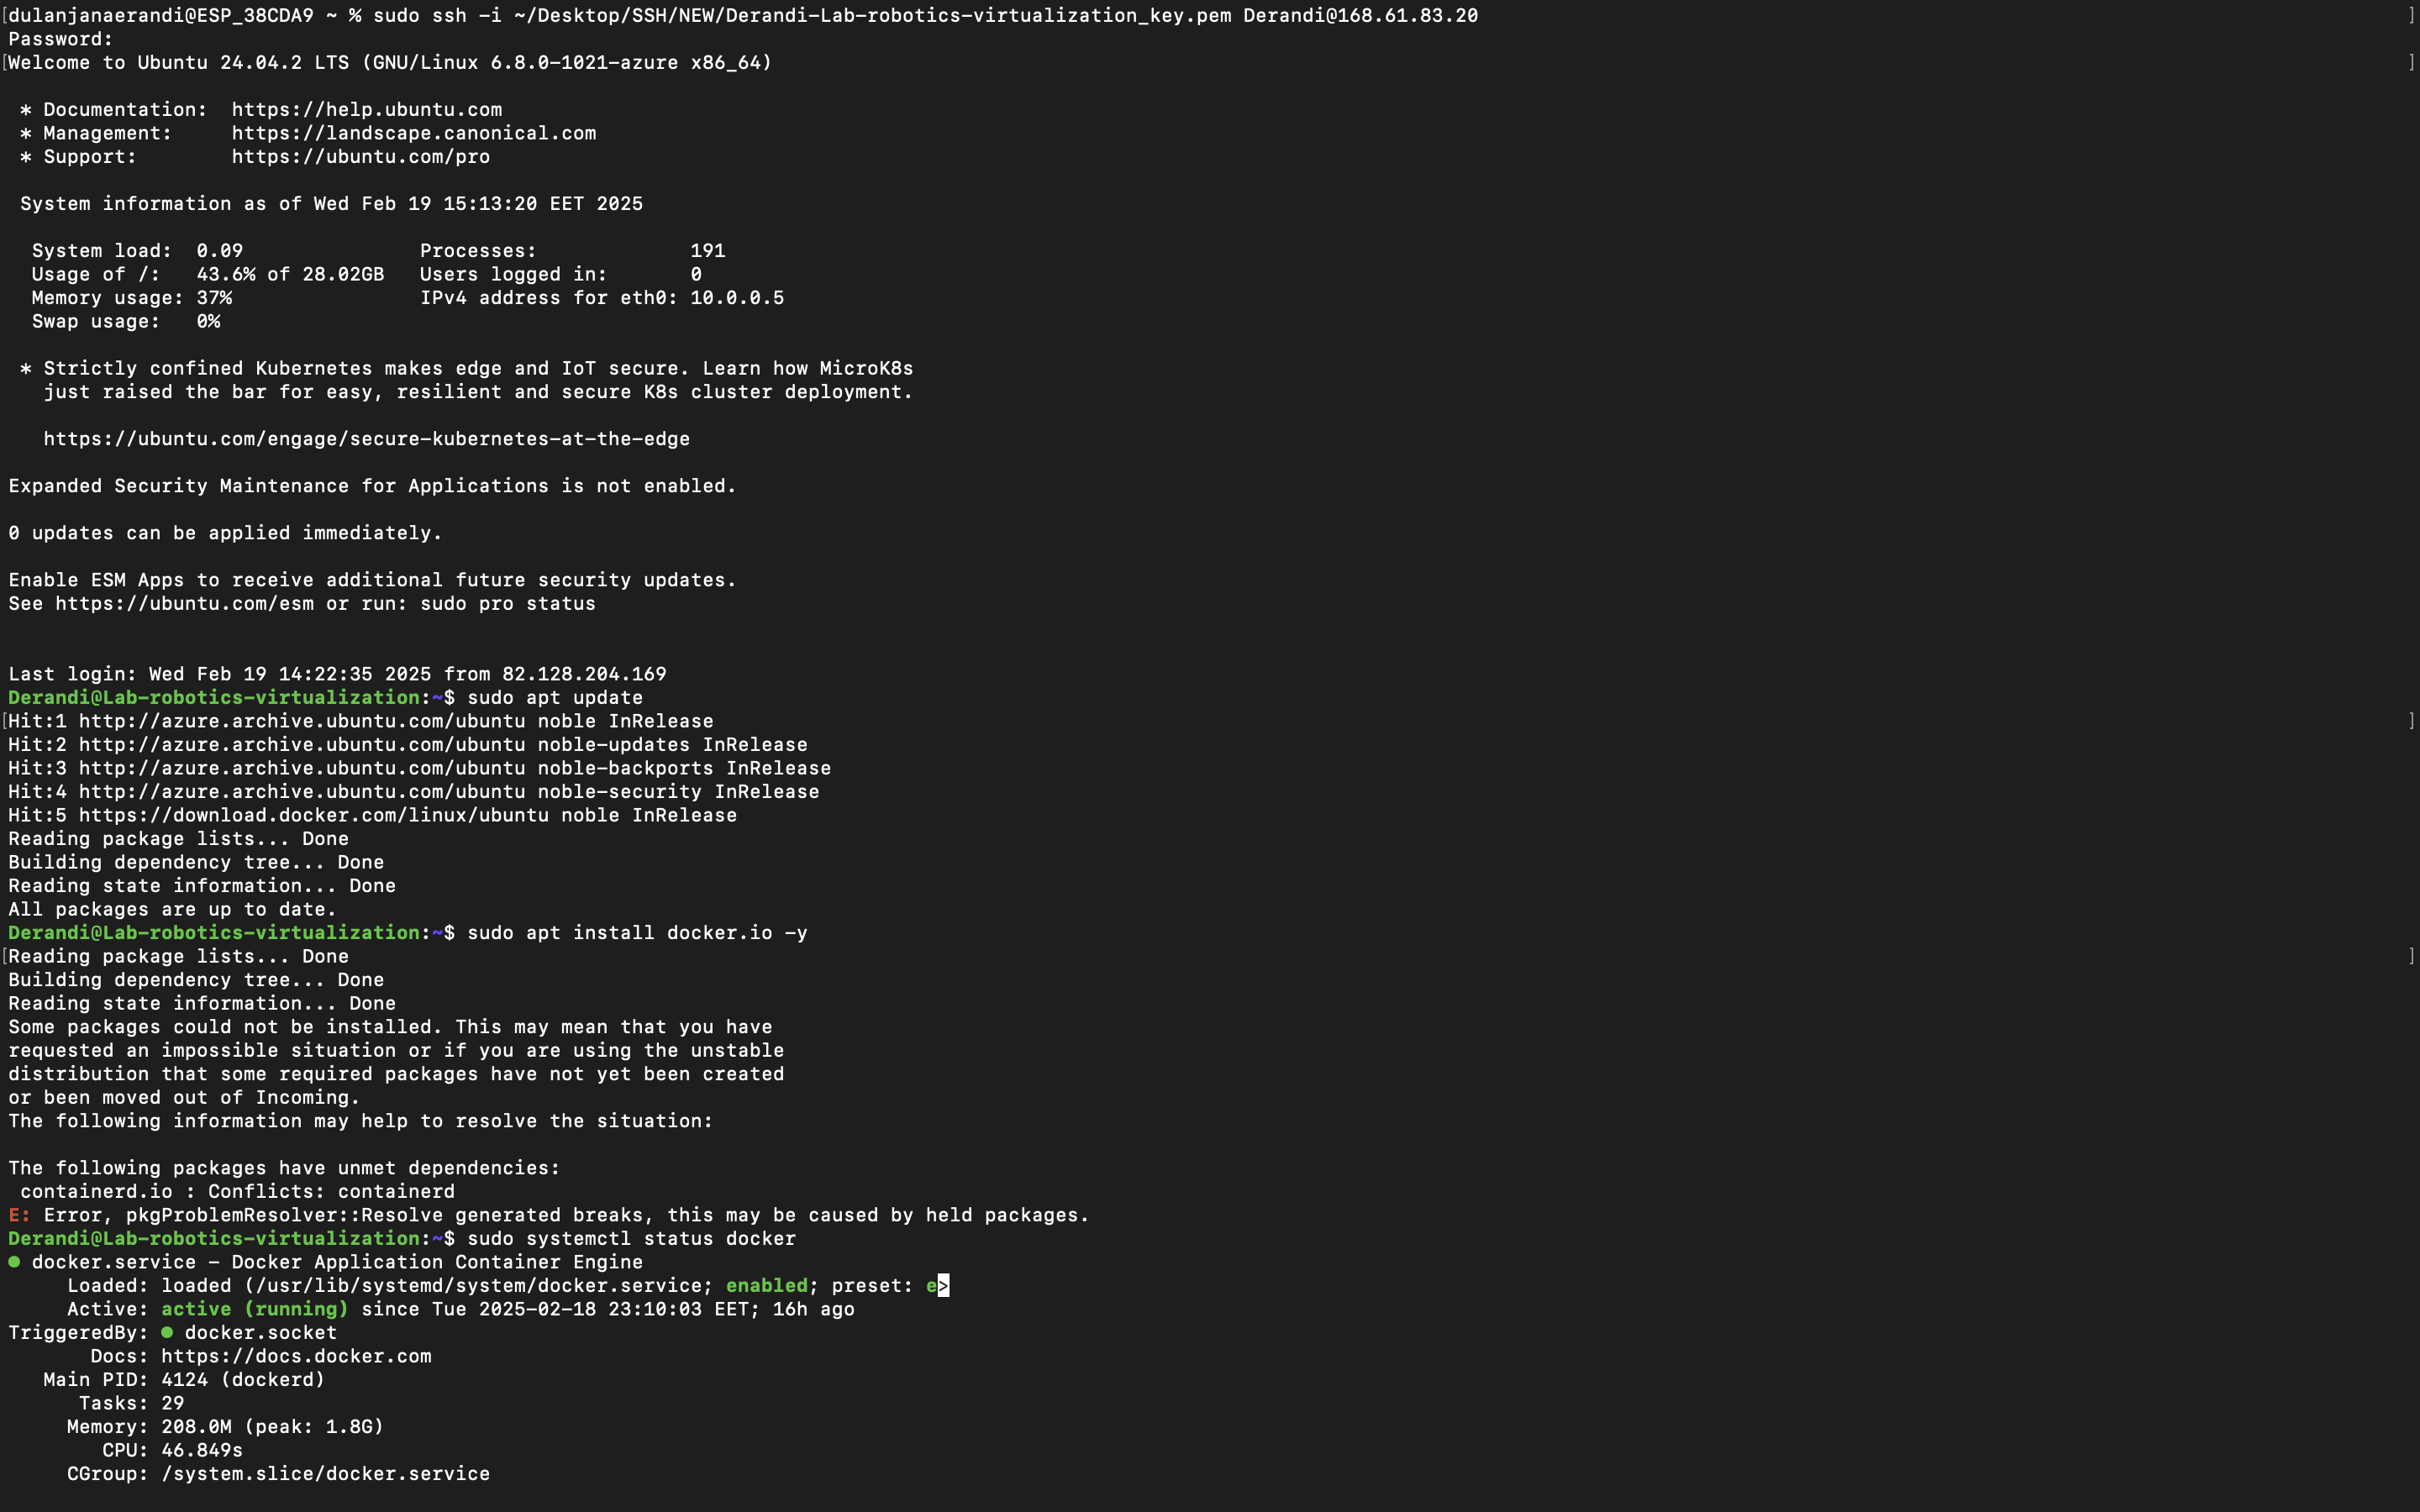 [dulanjanaerandi@ESP_38CDA9 ~ % sudo ssh -i ~/Desktop/SSH/NEW/Derandi-Lab-robotics-virtualization_key.pem Derandi@168.61.83.20 ]
Password:
[Welcome to Ubuntu 24.04.2 LTS (GNU/Linux 6.8.0-1021-azure x86_64) ]
* Documentation: https://help.ubuntu.com
* Management: https://landscape.canonical.com
* Support: https://ubuntu.com/pro
System information as of Wed Feb 19 15:13:20 EET 2025
System load: 0.09 Processes: 191
Usage of /: 43.6% of 28.02GB Users logged in: 0
Memory usage: 37% IPv4 address for eth0: 10.0.0.5
Swap usage: 0%
* Strictly confined Kubernetes makes edge and IoT secure. Learn how MicroK8s
just raised the bar for easy, resilient and secure K8s cluster deployment.
https://ubuntu.com/engage/secure-kubernetes-at-the-edge
Expanded Security Maintenance for Applications is not enabled.
0 updates can be applied immediately.
Enable ESM Apps to receive additional future security updates.
See https://ubuntu.com/esm or run: sudo pro status
Last login: Wed Feb 19 14:22:35 2025 from 82.128.204.169
Derandi@Lab-robotics-virtualization:~$ sudo apt update
[Hit:1 http://azure.archive.ubuntu.com/ubuntu noble InRelease ]
Hit:2 http://azure.archive.ubuntu.com/ubuntu noble-updates InRelease
Hit:3 http://azure.archive.ubuntu.com/ubuntu noble-backports InRelease
Hit:4 http://azure.archive.ubuntu.com/ubuntu noble-security InRelease
Hit:5 https://download.docker.com/linux/ubuntu noble InRelease
Reading package lists... Done
Building dependency tree... Done
Reading state information... Done
All packages are up to date.
Derandi@Lab-robotics-virtualization:~$ sudo apt install docker.io -y
[Reading package lists... Done ]
Building dependency tree... Done
Reading state information... Done
Some packages could not be installed. This may mean that you have
requested an impossible situation or if you are using the unstable
distribution that some required packages have not yet been created
or been moved out of Incoming.
The following information may help to resolve the situation:
The following packages have unmet dependencies:
containerd.io : Conflicts: containerd
E: Error, pkgProblemResolver::Resolve generated breaks, this may be caused by held packages.
Derandi@Lab-robotics-virtualization:~$ sudo systemctl status docker
● docker.service - Docker Application Container Engine
Loaded: loaded (/usr/lib/systemd/system/docker.service; enabled; preset: e>
Active: active (running) since Tue 2025-02-18 23:10:03 EET; 16h ago
TriggeredBy: ● docker.socket
Docs: https://docs.docker.com
Main PID: 4124 (dockerd)
Tasks: 29
Memory: 208.0M (peak: 1.8G)
CPU: 46.849s
CGroup: /system.slice/docker.service